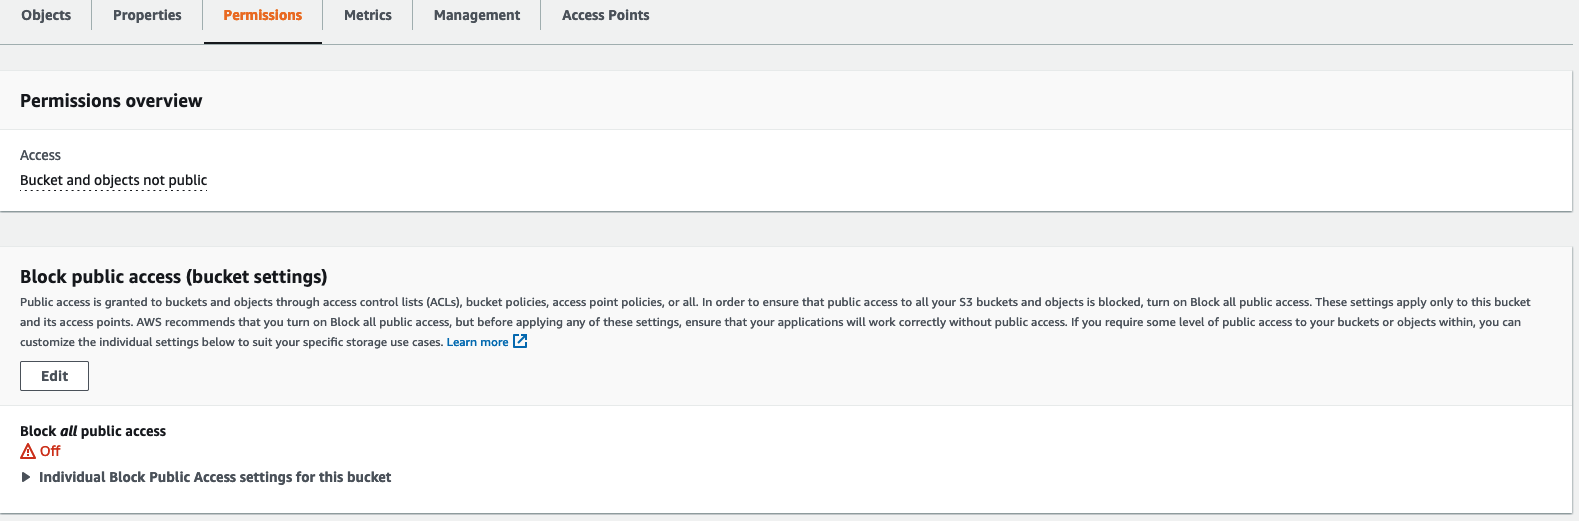 Objects
Properties
Permissions
Metrics
Management
Access Points
Permissions overview
Access
Bucket and objects not public
Block public access (bucket settings)
Public access is granted to buckets and objects through access control lists (ACLs), bucket policies, access point policies, or all. In order to ensure that public access to all your S3 buckets and objects is blocked, turn on Block all public access. These settings apply only to this bucket
and its access points. AWS recommends that you turn on Block all public access, but before applying any of these settings, ensure that your applications will work correctly without public access. If you require some level of public access to your buckets or objects within, you can
customize the individual settings below to suit your specific storage use cases. Learn more
Edit
Block all public access
Off
Individual Block Public Access settings for this bucket